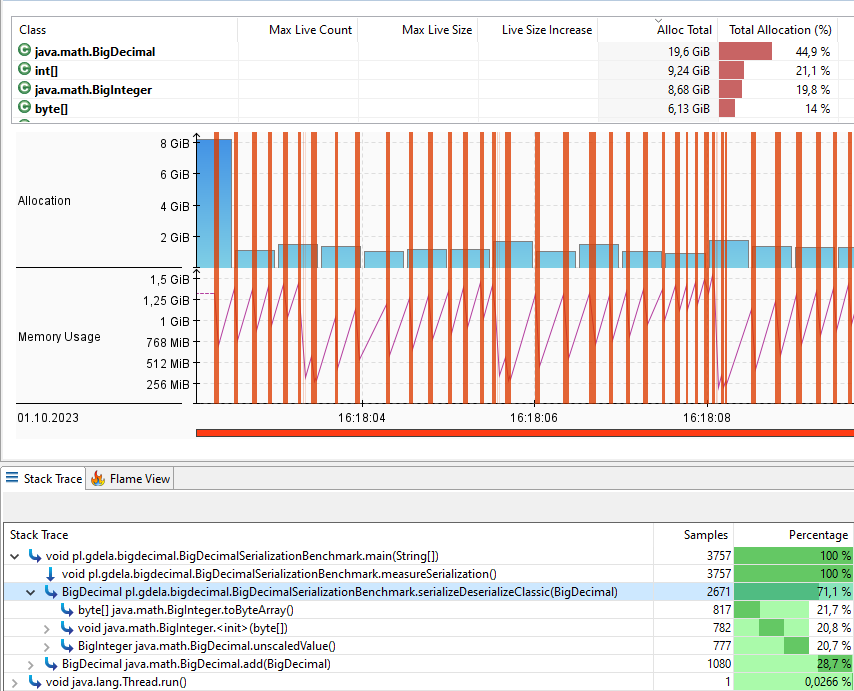 Class Max Live Count Max Live Size Live Size Increase Alloc Total Total Allocation (%)
java.math.BigDecimal 19,6 GiB 44,9 %
int[] 9,24 GiB 21,1 %
java.math.BigInteger 8,68 GiB 19,8 %
byte[] 6,13 GiB 14 %
8 GiB
6 GiB
Allocation
4 GiB
2 GiB
1,5 GiB
1,25 GiB
1 GiB
Memory Usage
768 MiB
512 MiB
256 MiB
01.10.2023 16:18:04 16:18:06 16:18:08
Stack Trace Flame View
Stack Trace Samples Percentage
void pl.gdela.bigdecimal.BigDecimalSerializationBenchmark.main(String[]) 3757 100 %
void pl.gdela.bigdecimal.BigDecimalSerializationBenchmark.measureSerialization() 3757 100 %
BigDecimal pl.gdela.bigdecimal.BigDecimalSerializationBenchmark.serializeDeserializeClassic(BigDecimal) 2671 71,1 %
byte[] java.math.BigInteger.toByteArray() 817 21,7 %
void java.math.BigInteger.<init>(byte[]) 782 20,8 %
BigInteger java.math.BigDecimal.unscaledValue() 777 20,7 %
BigDecimal java.math.BigDecimal.add(BigDecimal) 1080 28,7 %
void java.lang.Thread.run() 1 0,0266 %